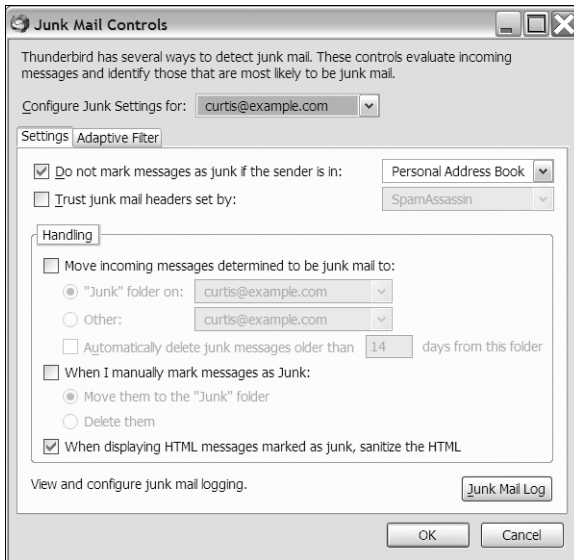 Junk Mail Controls
Thunderbird has several ways to detect junk mail. These controls evaluate incoming
messages and identify those that are most likely to be junk mail.
Configure Junk Settings for: curtis@example.com
Settings Adaptive Filter
Do not mark messages as junk if the sender is in: Personal Address Book
Trust junk mail headers set by: SpamAssassin
Handling
Move incoming messages determined to be junk mail to:
"Junk" folder on: curtis@example.com
Other: curtis@example.com
Automatically delete junk messages older than 14 days from this folder
When I manually mark messages as Junk:
Move them to the "Junk" folder
Delete them
When displaying HTML messages marked as junk, sanitize the HTML
View and configure junk mail logging. Junk Mail Log
OK Cancel